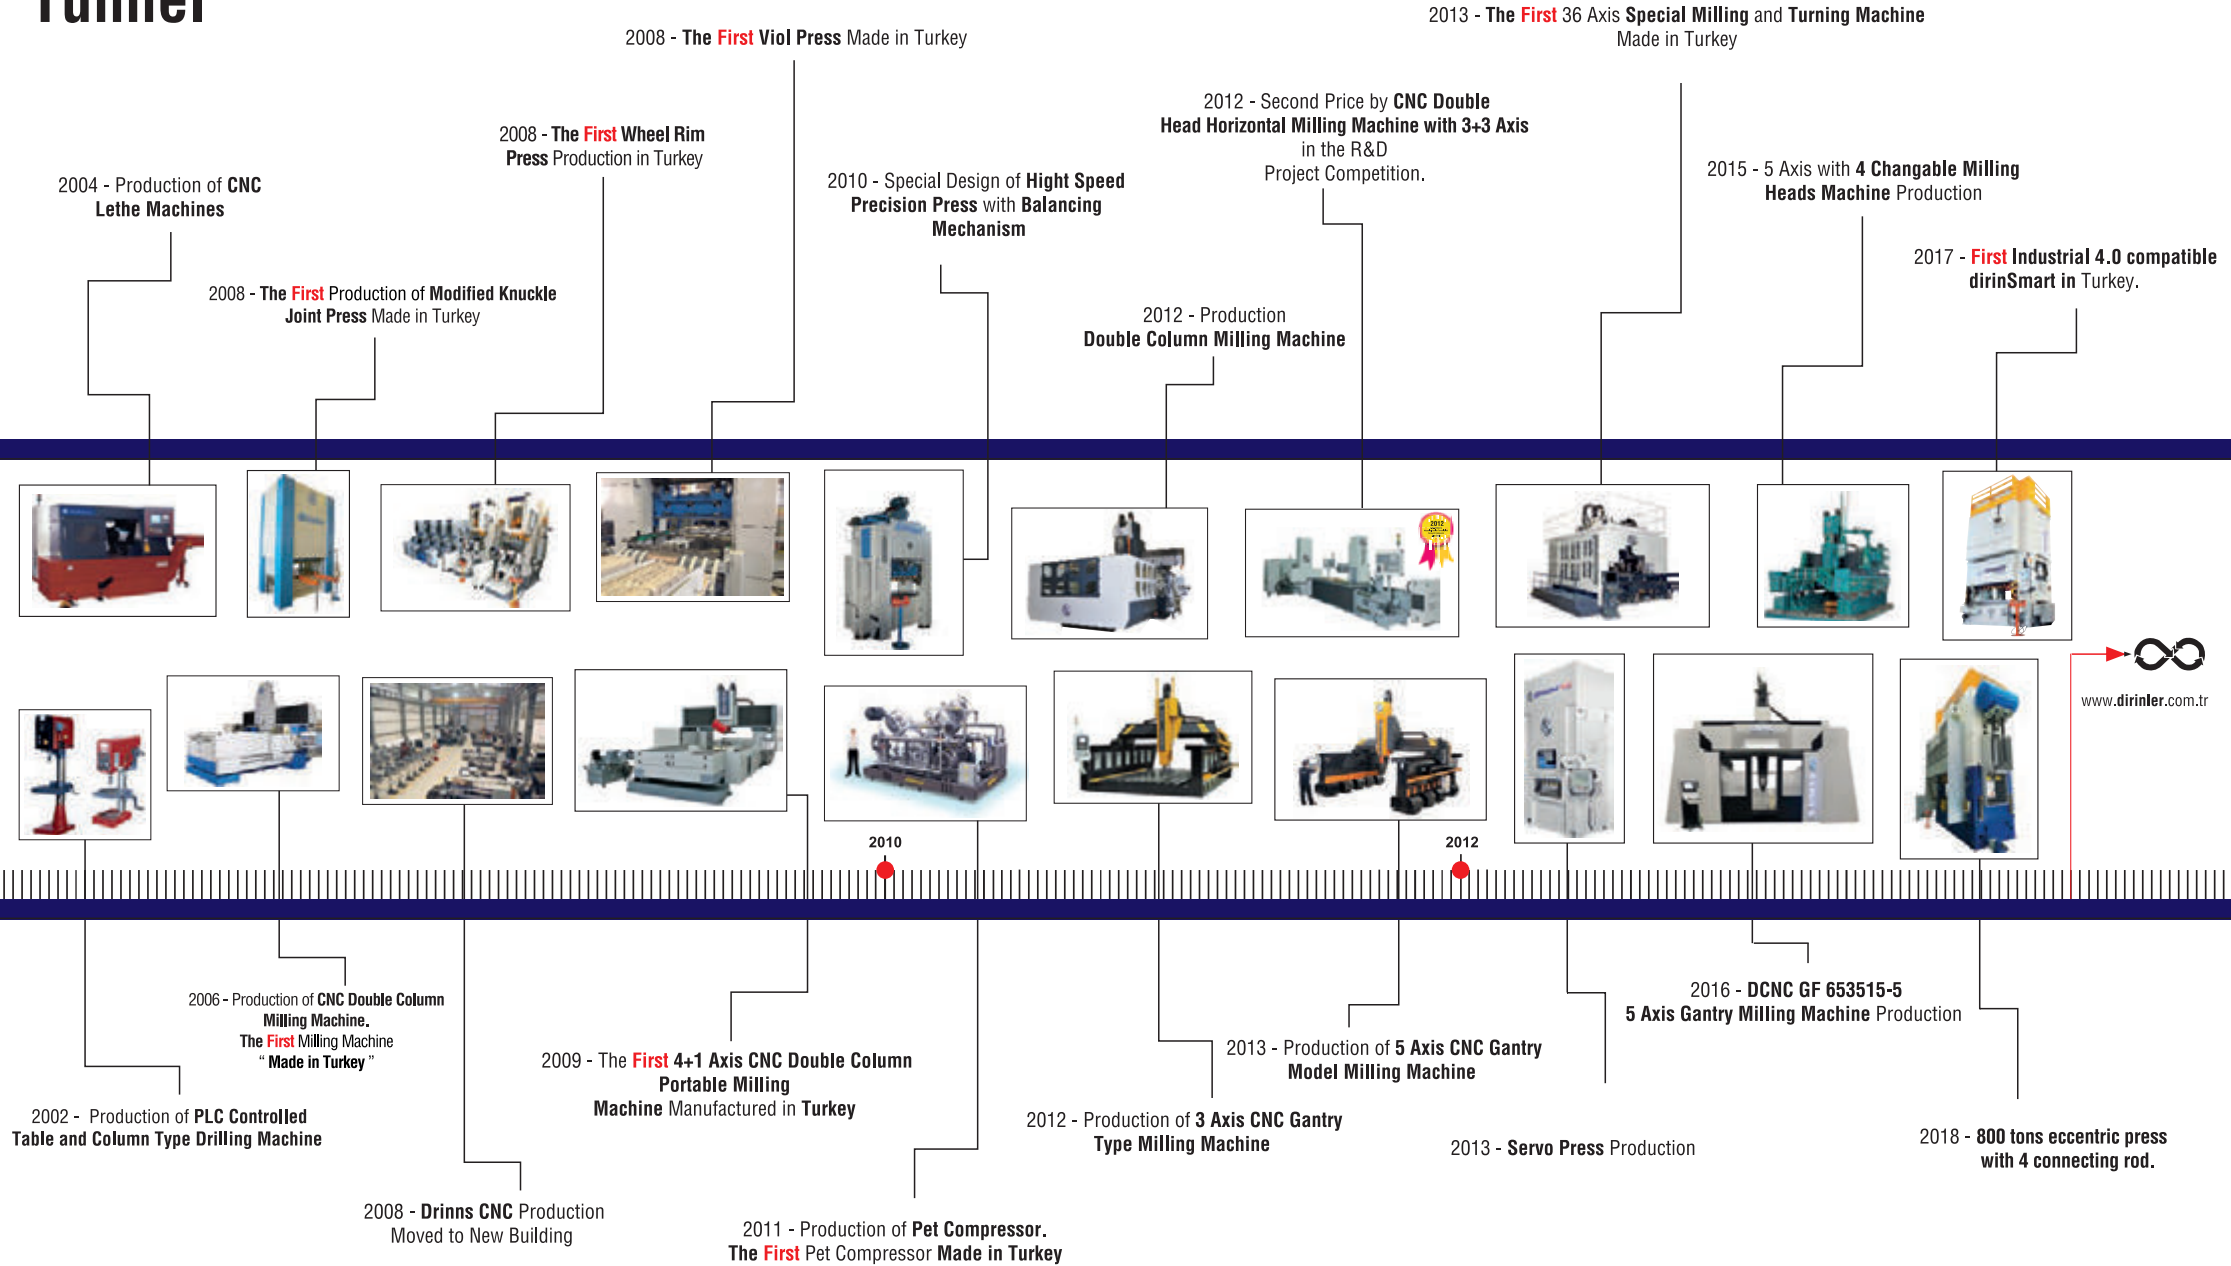 2013 - The First 36 Axis Special Milling and Turning Machine
Made in Turkey
2008 - The First Viol Press Made in Turkey
2012 - Second Price by CNC Double
Head Horizontal Milling Machine with 3+3 Axis
in the R&D
Project Competition.
2008 - The First Wheel Rim
Press Production in Turkey
2004 - Production of CNC
Lethe Machines
2010 - Special Design of Hight Speed
Precision Press with Balancing
Mechanism
2015 - 5 Axis with 4 Changable Milling
Heads Machine Production
2017 - First Industrial 4.0 compatible
dirinSmart in Turkey.
2008 - The First Production of Modified Knuckle
Joint Press Made in Turkey
2012 - Production
Double Column Milling Machine
2012
www.dirinler.com.tr
2010
2012
2006 - Production of CNC Double Column
Milling Machine.
The First Milling Machine
“ Made in Turkey ”
2016 - DCNC GF 653515-5
5 Axis Gantry Milling Machine Production
2009 - The First 4+1 Axis CNC Double Column
Portable Milling
Machine Manufactured in Turkey
2013 - Production of 5 Axis CNC Gantry
Model Milling Machine
2002 - Production of PLC Controlled
Table and Column Type Drilling Machine
2012 - Production of 3 Axis CNC Gantry
Type Milling Machine
2013 - Servo Press Production
2018 - 800 tons eccentric press
with 4 connecting rod.
2008 - Drinns CNC Production
Moved to New Building
2011 - Production of Pet Compressor.
The First Pet Compressor Made in Turkey